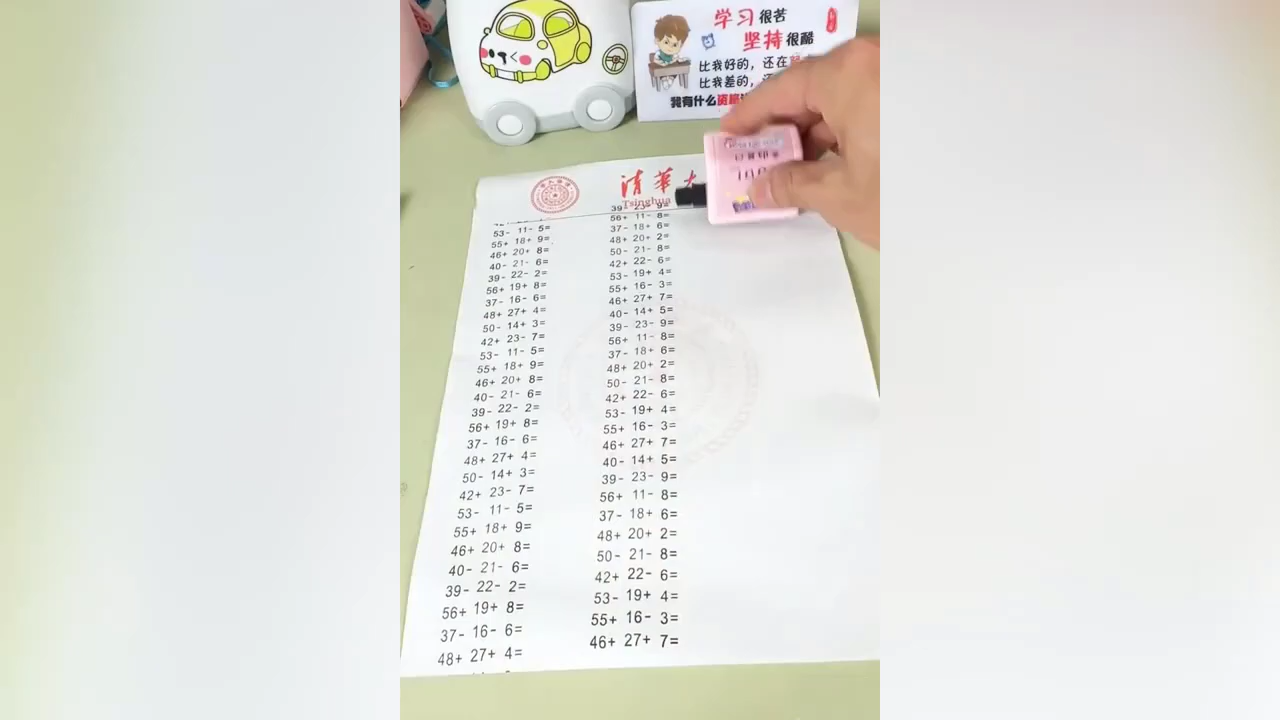 学习很苦
坚持很酷
比我好的，还在
比我差的，
我有什么资格
清華大
Tsinghua
53- 11- 5=
55+ 18+ 9=
46+ 20+ 8=
40- 21- 6=
39- 22- 2=
56+ 19+ 8=
37- 16- 6=
48+ 27+ 4=
50- 14+ 3=
42+ 23- 7=
53- 11- 5=
55+ 18+ 9=
46+ 20+ 8=
40- 21- 6=
39- 22- 2=
56+ 19+ 8=
37- 16- 6=
48+ 27+ 4=
50- 14+ 3=
42+ 23- 7=
53- 11- 5=
55+ 18+ 9=
46+ 20+ 8=
40- 21- 6=
39- 22- 2=
56+ 19+ 8=
37- 16- 6=
48+ 27+ 4=
39- 23- 9=
56+ 11- 8=
37- 18+ 6=
48+ 20+ 2=
50- 21- 8=
42+ 22- 6=
53- 19+ 4=
55+ 16- 3=
46+ 27+ 7=
40- 14+ 5=
39- 23- 9=
56+ 11- 8=
37- 18+ 6=
48+ 20+ 2=
50- 21- 8=
42+ 22- 6=
53- 19+ 4=
55+ 16- 3=
46+ 27+ 7=
40- 14+ 5=
39- 23- 9=
56+ 11- 8=
37- 18+ 6=
48+ 20+ 2=
50- 21- 8=
42+ 22- 6=
53- 19+ 4=
55+ 16- 3=
46+ 27+ 7=